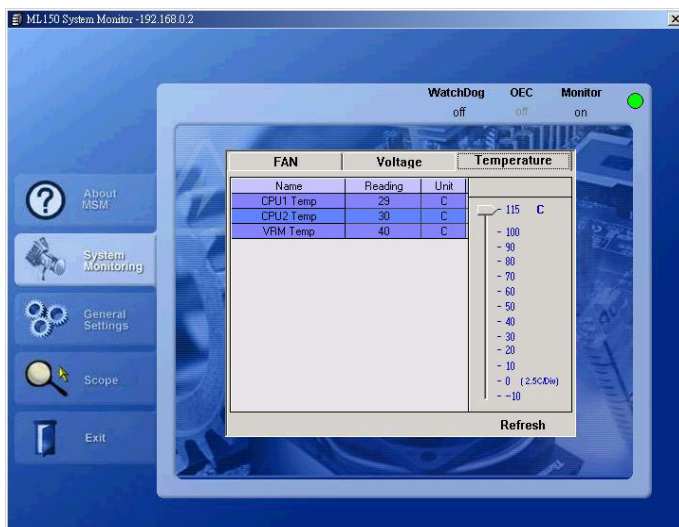 ML150 System Monitor -192.168.0.2
WatchDog OEC Monitor
off off on
FAN Voltage Temperature
Name Reading Unit
CPU1 Temp 29 C
CPU2 Temp 30 C
VRM Temp 40 C
115 C
- 100
- 90
- 80
- 70
- 60
- 50
- 40
- 30
- 20
- 10
- 0 (2.5C/Div)
- -10
Refresh
About
MSM
System
Monitoring
General
Settings
Scope
Exit